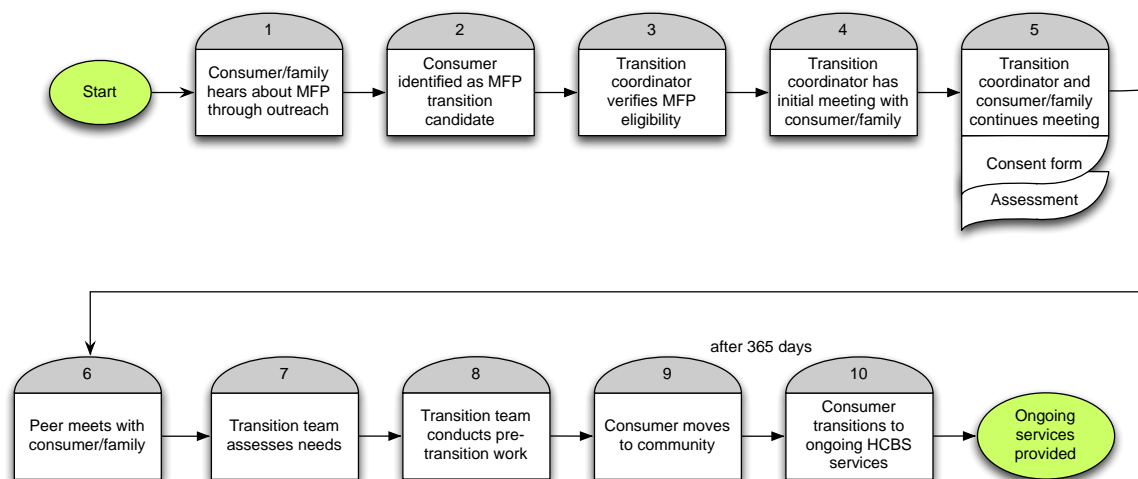 Start
1
Consumer/family
hears about MFP
through outreach
2
Consumer
identified as MFP
transition
candidate
3
Transition
coordinator
verifies MFP
eligibility
4
Transition
coordinator has
initial meeting with
consumer/family
5
Transition
coordinator and
consumer/family
continues meeting
Consent form
Assessment
6
Peer meets with
consumer/family
7
Transition team
assesses needs
8
Transition team
conducts pre-
transition work
9
Consumer moves
to community
after 365 days
10
Consumer
transitions to
ongoing HCBS
services
Ongoing
services
provided